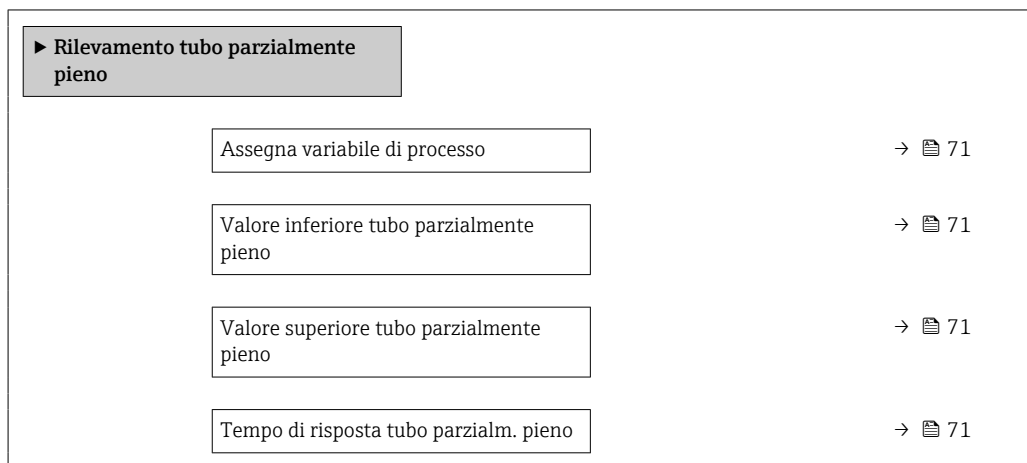 ▶ Rilevamento tubo parzialmente
pieno
Assegna variabile di processo → 71
Valore inferiore tubo parzialmente → 71
pieno
Valore superiore tubo parzialmente → 71
pieno
Tempo di risposta tubo parzialm. pieno → 71